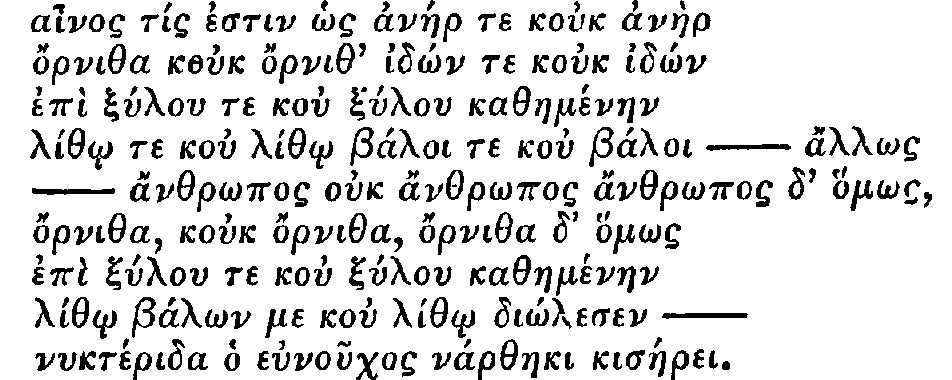 αἶνος τίς ἐστιν ὡς ἀνήρ τε κοὐκ ἀνὴρ
ὄρνιθα κοὐκ ὄρνιθ’ ἰδών τε κοὐκ ἰδών
ἐπὶ ξύλου τε κοὐ ξύλου καθημένην
λίθῳ τε κοὐ λίθῳ βάλοι τε κοὐ βάλοι —— ἄλλως
—— ἄνθρωπος οὐκ ἄνθρωπος ἄνθρωπος δ’ ὅμως,
ὄρνιθα, κοὐκ ὄρνιθα, ὄρνιθα δ’ ὅμως
ἐπὶ ξύλου τε κοὐ ξύλου καθημένην
λίθῳ βάλων με κοὐ λίθῳ διώλεσεν ——
νυκτέριδα ὁ εὐνοῦχος νάρθηκι κισήρει.